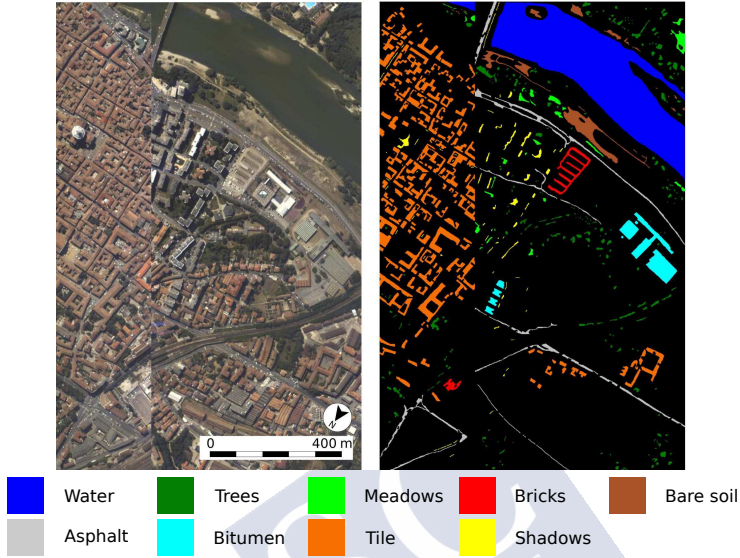 N
0 400 m
Water Trees Meadows Bricks Bare soil
Asphalt Bitumen Tile Shadows